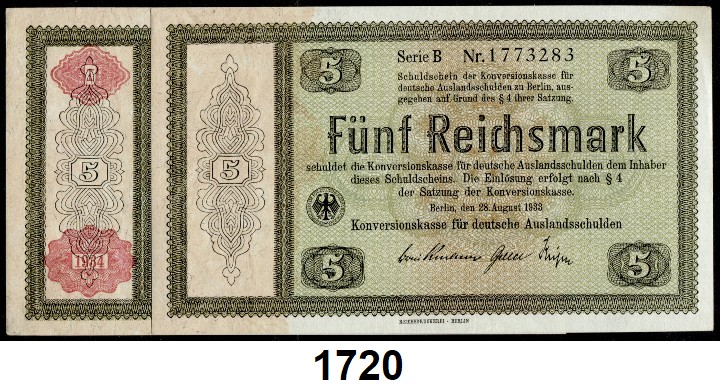 5
1934
5
5
5
Serie B Nr. 1773283
Schuldschein der Konversionskasse für
deutsche Auslandsschulden zu Berlin, aus-
gegeben auf Grund des § 4 ihrer Satzung.
Fünf Reichsmark
schuldet die Konversionskasse für deutsche Auslandsschulden dem Inhaber
dieses Schuldscheins. Die Einlösung erfolgt nach § 4
der Satzung der Konversionskasse.
Berlin, den 28. August 1933
Konversionskasse für deutsche Auslandsschulden
5
5
REICHSDRUCKEREI · BERLIN
1720